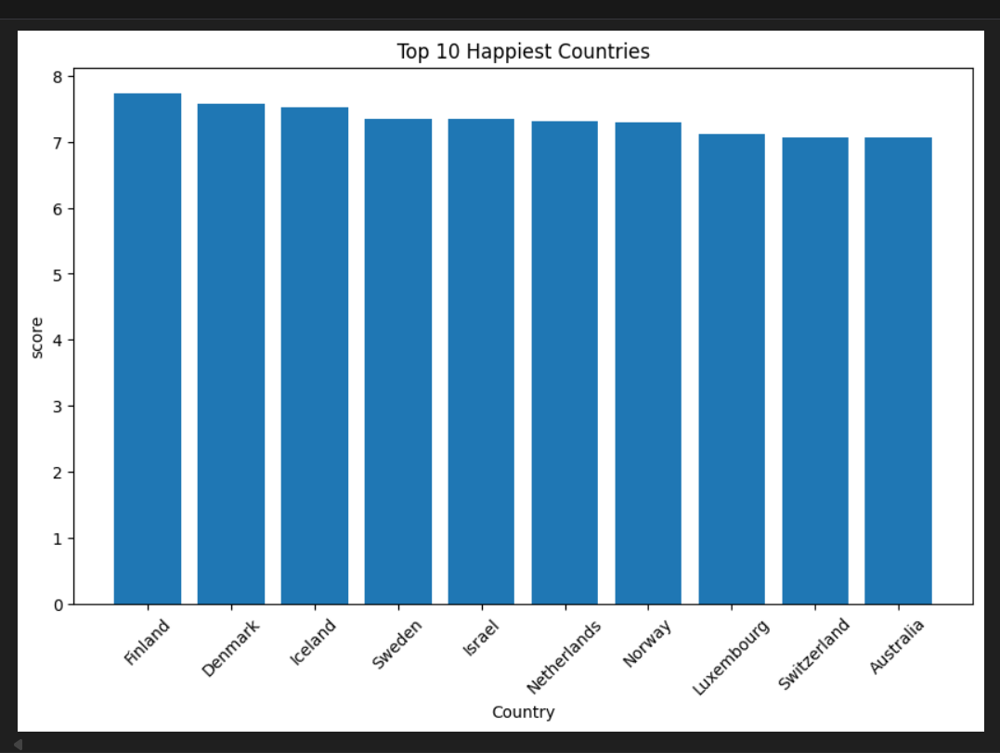 Top 10 Happiest Countries
8
7
6
5
4
3
2
1
0
score
Finland
Denmark
Iceland
Sweden
Israel
Netherlands
Norway
Luxembourg
Switzerland
Australia
Country